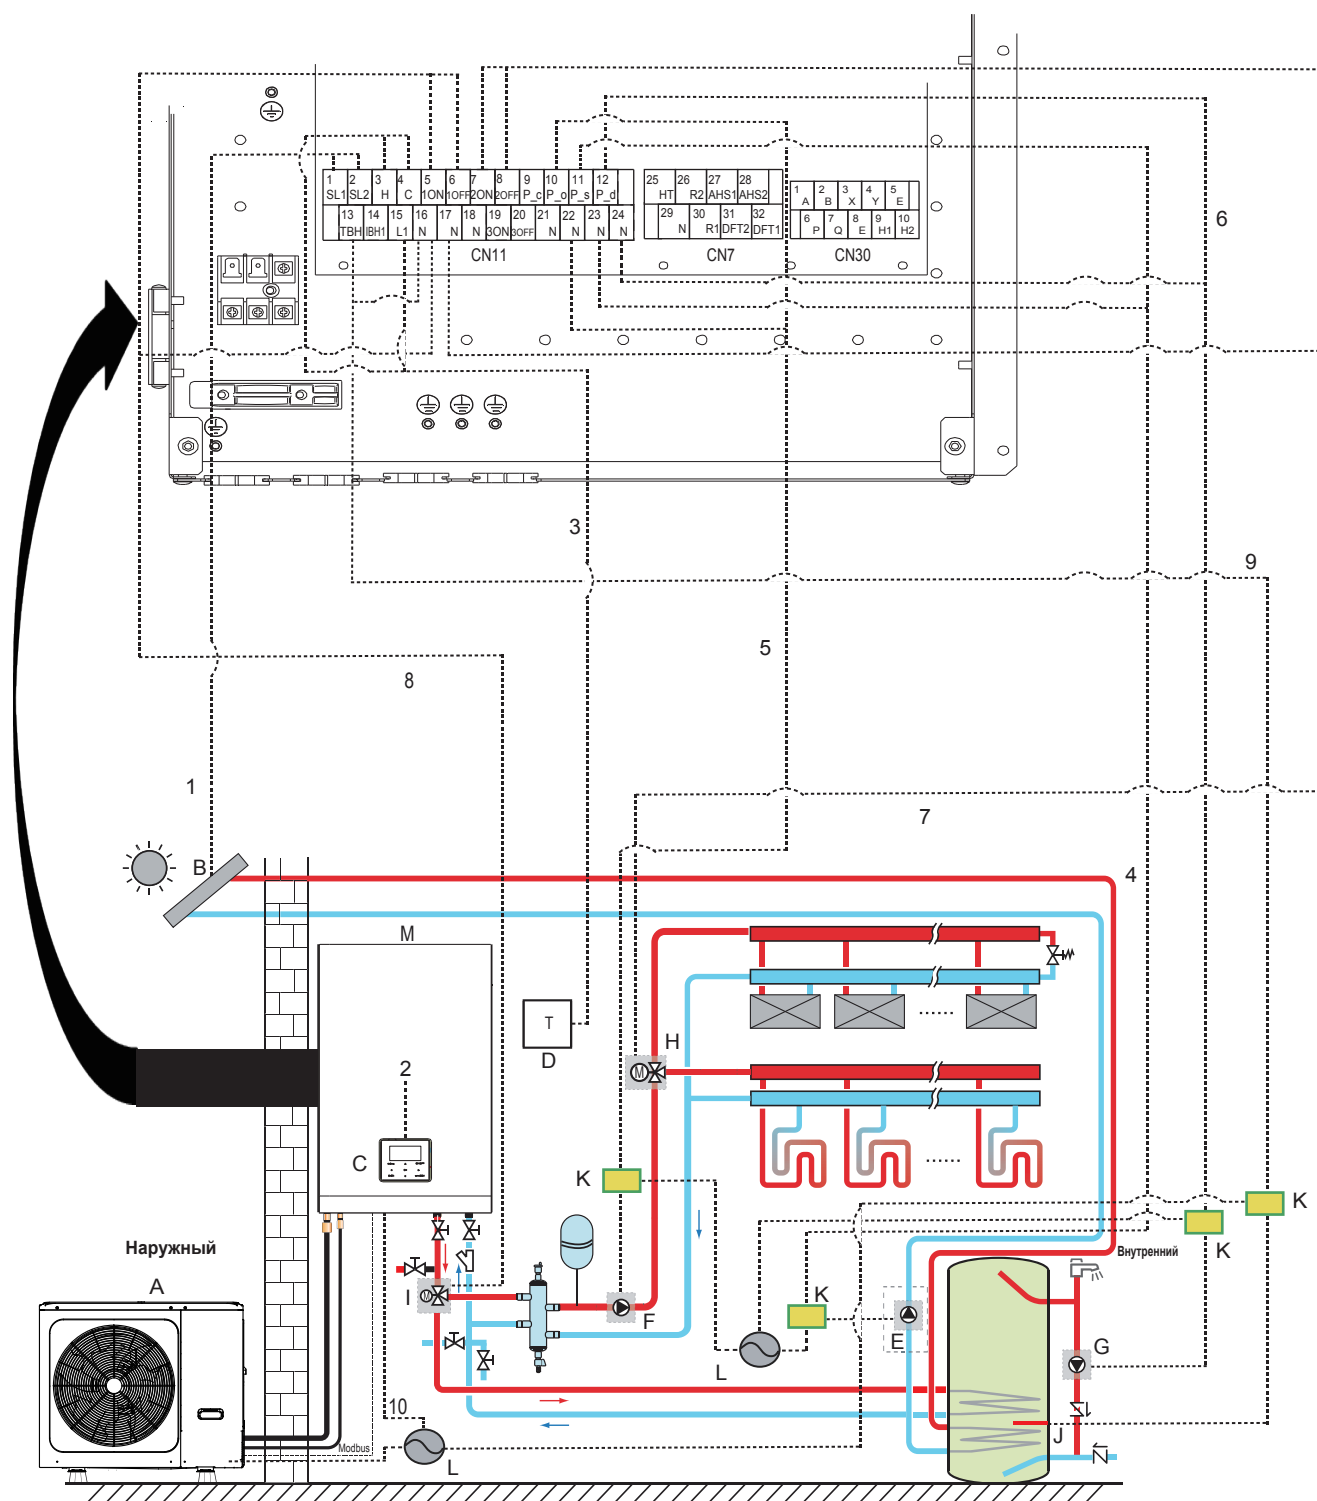 1 2 3 4 5 6 7 8 9 10 11 12
SL1 SL2 H C 1ON 1OFF 2ON 2OFF P_c P_o P_s P_d
13 14 15 16 17 18 19 20 21 22 23 24
TBH IBH1 L1 N N N 3ON 3OFF N N N N
CN11
25 26 27 28
HT R2 AHS1 AHS2
29 30 31 32
N R1 DFT2 DFT1
CN7
1 2 3 4 5
A B X Y E
6 7 8 9 10
P Q E H1 H2
CN30
6
3
9
5
8
1
7
4
B
M
T
D
H
2
C
K
K
K
Наружный
Внутренний
A
I
K
F
E
G
L
10
J
Modbus
L
M
M